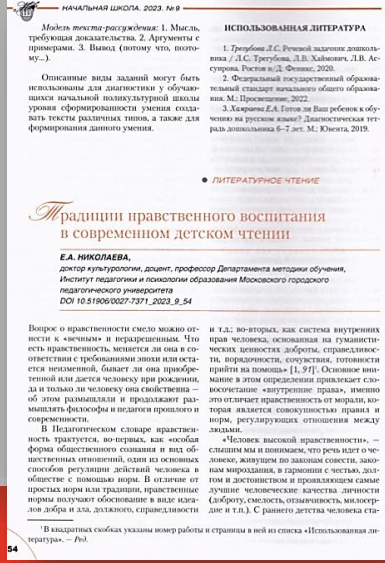 НАЧАЛЬНАЯ ШКОЛА. 2023. № 9
Модель текста-рассуждения: 1. Мысль,
требующая доказательства. 2. Аргументы с
примерами. 3. Вывод (потому что, поэто-
му...).
Описанные виды заданий могут быть
использованы для диагностики у обучаю-
щихся начальной поликультурной школы
уровня сформированности умения созда-
вать тексты различных типов, а также для
формирования данного умения.
ИСПОЛЬЗОВАННАЯ ЛИТЕРАТУРА
1. Трегубова Л.С. Речевой задачник дошколь-
ника / Л.С. Трегубова, Л.В. Хаймович, Л.В. Ас-
суирова. Ростов н/Д: Феникс, 2020.
2. Федеральный государственный образова-
тельный стандарт начального общего образова-
ния. М.: Просвещение, 2022.
3. Хамраева Е.А. Готов ли Ваш ребенок к обу-
чению на русском языке? Диагностическая тет-
радь дошкольника 6–7 лет. М.: Ювента, 2019.
• ЛИТЕРАТУРНОЕ ЧТЕНИЕ
Традиции нравственного воспитания
в современном детском чтении
Е.А. НИКОЛАЕВА,
доктор культурологии, доцент, профессор Департамента методики обучения,
Институт педагогики и психологии образования Московского городского
педагогического университета
DOI 10.51906/0027-7371_2023_9_54
Вопрос о нравственности смело можно отне-
сти к «вечным» и неразрешенным. Что
есть нравственность, меняется ли она в со-
ответствии с требованиями эпохи или оста-
ется неизменной, бывает ли она приобре-
тенной или дается человеку при рождении,
да и только ли человеку она свойственна –
об этом размышляли и продолжают раз-
мышлять философы и педагоги прошлого и
современности.
В Педагогическом словаре нравствен-
ность трактуется, во-первых, как «особая
форма общественного сознания и вид об-
щественных отношений, один из основных
способов регуляции действий человека в
обществе с помощью норм. В отличие от
простых норм или традиции, нравственные
нормы получают обоснование в виде идеа-
лов добра и зла, должного, справедливости
и т.д.; во-вторых, как система внутренних
прав человека, основанная на гуманисти-
ческих ценностях доброты, справедливос-
ти, порядочности, сочувствия, готовности
прийти на помощь» [1, 91]¹. Основное вни-
мание в этом определении привлекает сло-
восочетание «внутренние права», именно
это отличает нравственность от морали, ко-
торая является совокупностью правил и
норм, регулирующих отношения между
людьми.
«Человек высокой нравственности», –
слышим мы и понимаем, что речь идет о че-
ловеке, живущем по законам совести, зако-
нам мироздания, в гармонии с честью, дол-
гом и достоинством и проявляющем самые
лучшие человеческие качества личности
(доброту, смелость, отзывчивость, милосер-
дие и т.п.). С раннего детства человека ста-
¹ В квадратных скобках указаны номер работы и страницы в ней из списка «Использованная ли-
тература». – Ред.
54